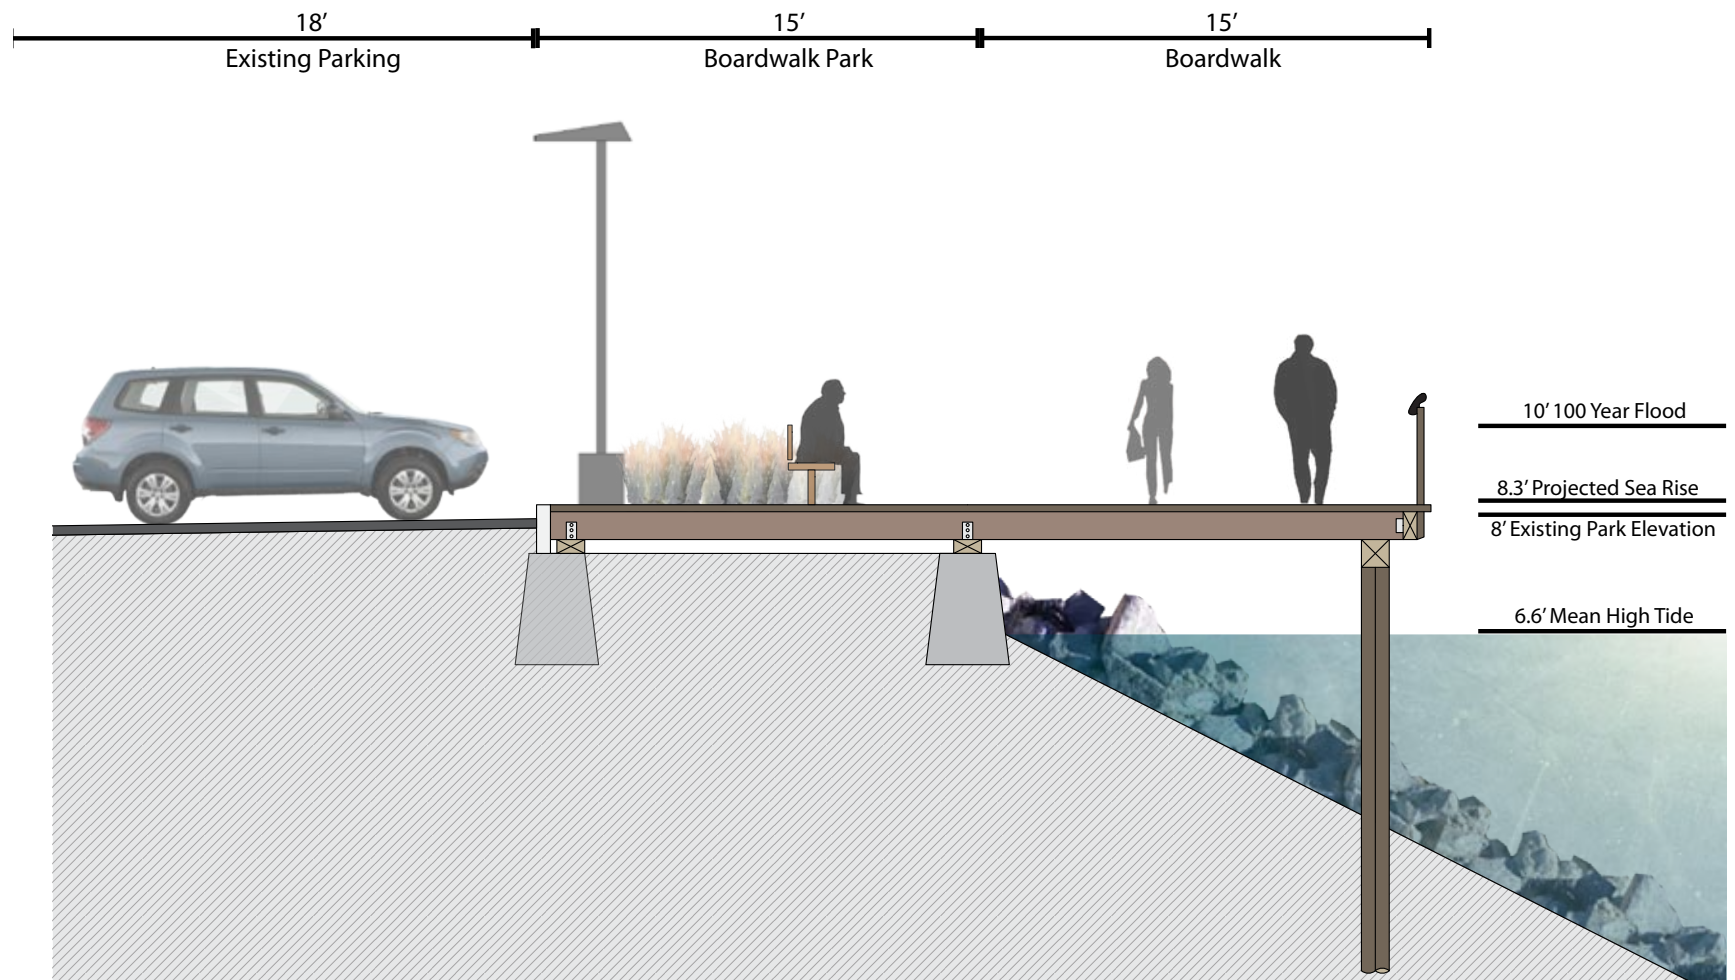 18’
15’
15’
Existing Parking
Boardwalk Park
Boardwalk
10’ 100 Year Flood
8.3’ Projected Sea Rise
8’ Existing Park Elevation
6.6’ Mean High Tide